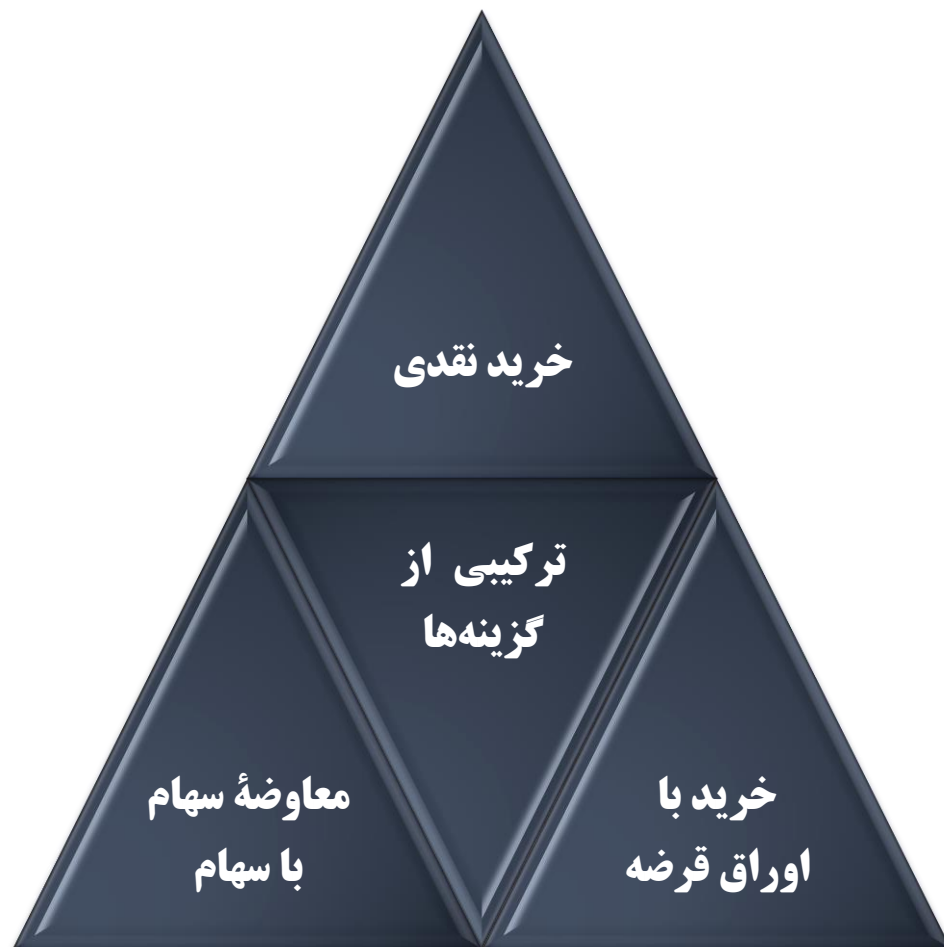 خرید نقدی
ترکیبی از
گزینه‌ها
خرید با
اوراق قرضه
معاوضهٔ سهام
با سهام